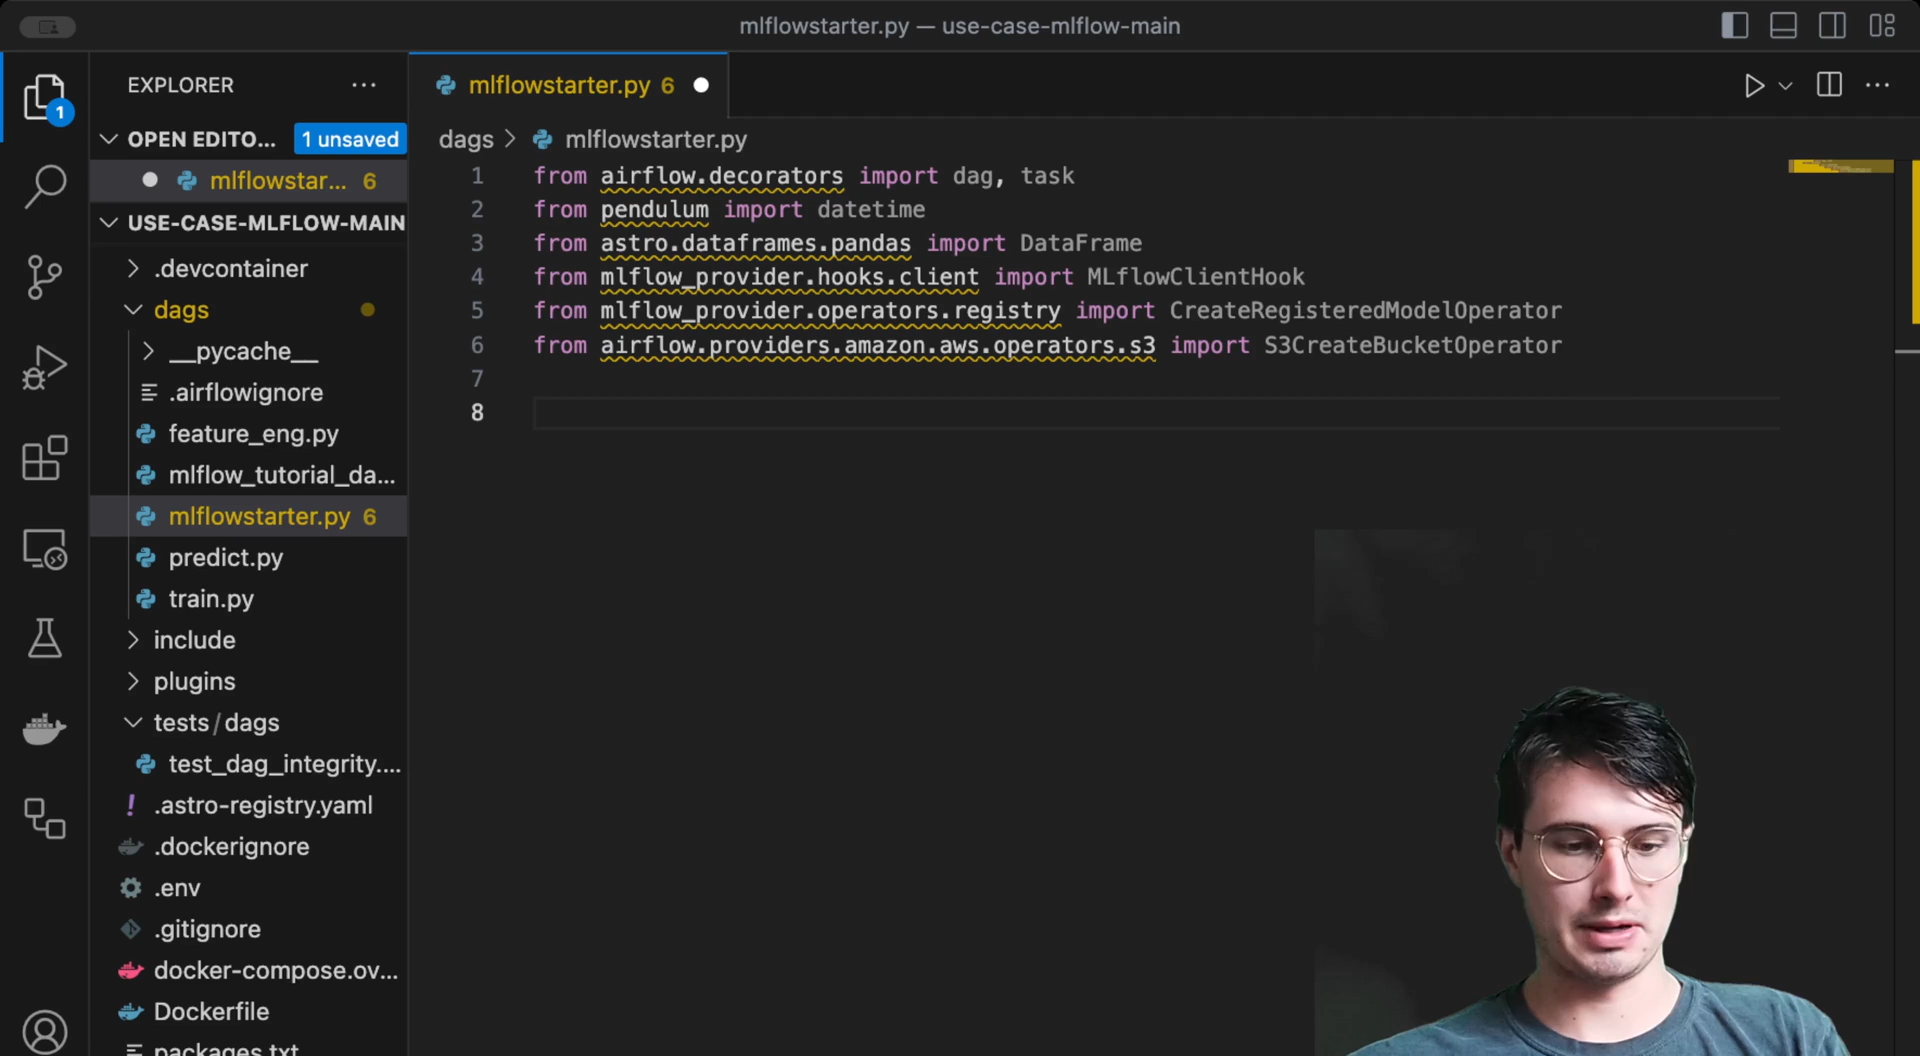 mlflowstarter.py — use-case-mlflow-main
EXPLORER
1
OPEN EDITO... 1 unsaved
mlflowstar... 6
USE-CASE-MLFLOW-MAIN
.devcontainer
dags
__pycache__
.airflowignore
feature_eng.py
mlflow_tutorial_da...
mlflowstarter.py 6
predict.py
train.py
include
plugins
tests/dags
test_dag_integrity....
.astro-registry.yaml
.dockerignore
.env
.gitignore
docker-compose.ov...
Dockerfile
packages.txt
mlflowstarter.py 6
dags > mlflowstarter.py
1 from airflow.decorators import dag, task
2 from pendulum import datetime
3 from astro.dataframes.pandas import DataFrame
4 from mlflow_provider.hooks.client import MLflowClientHook
5 from mlflow_provider.operators.registry import CreateRegisteredModelOperator
6 from airflow.providers.amazon.aws.operators.s3 import S3CreateBucketOperator
7
8